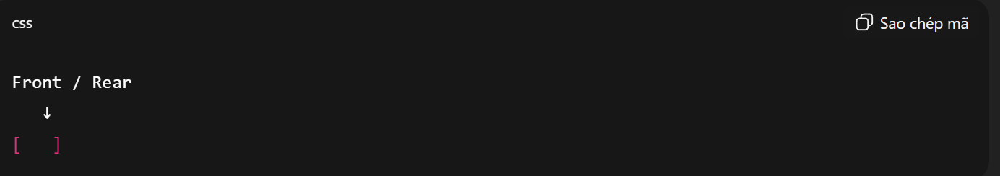 css
Sao chép mã
Front / Rear
↓
[ ]